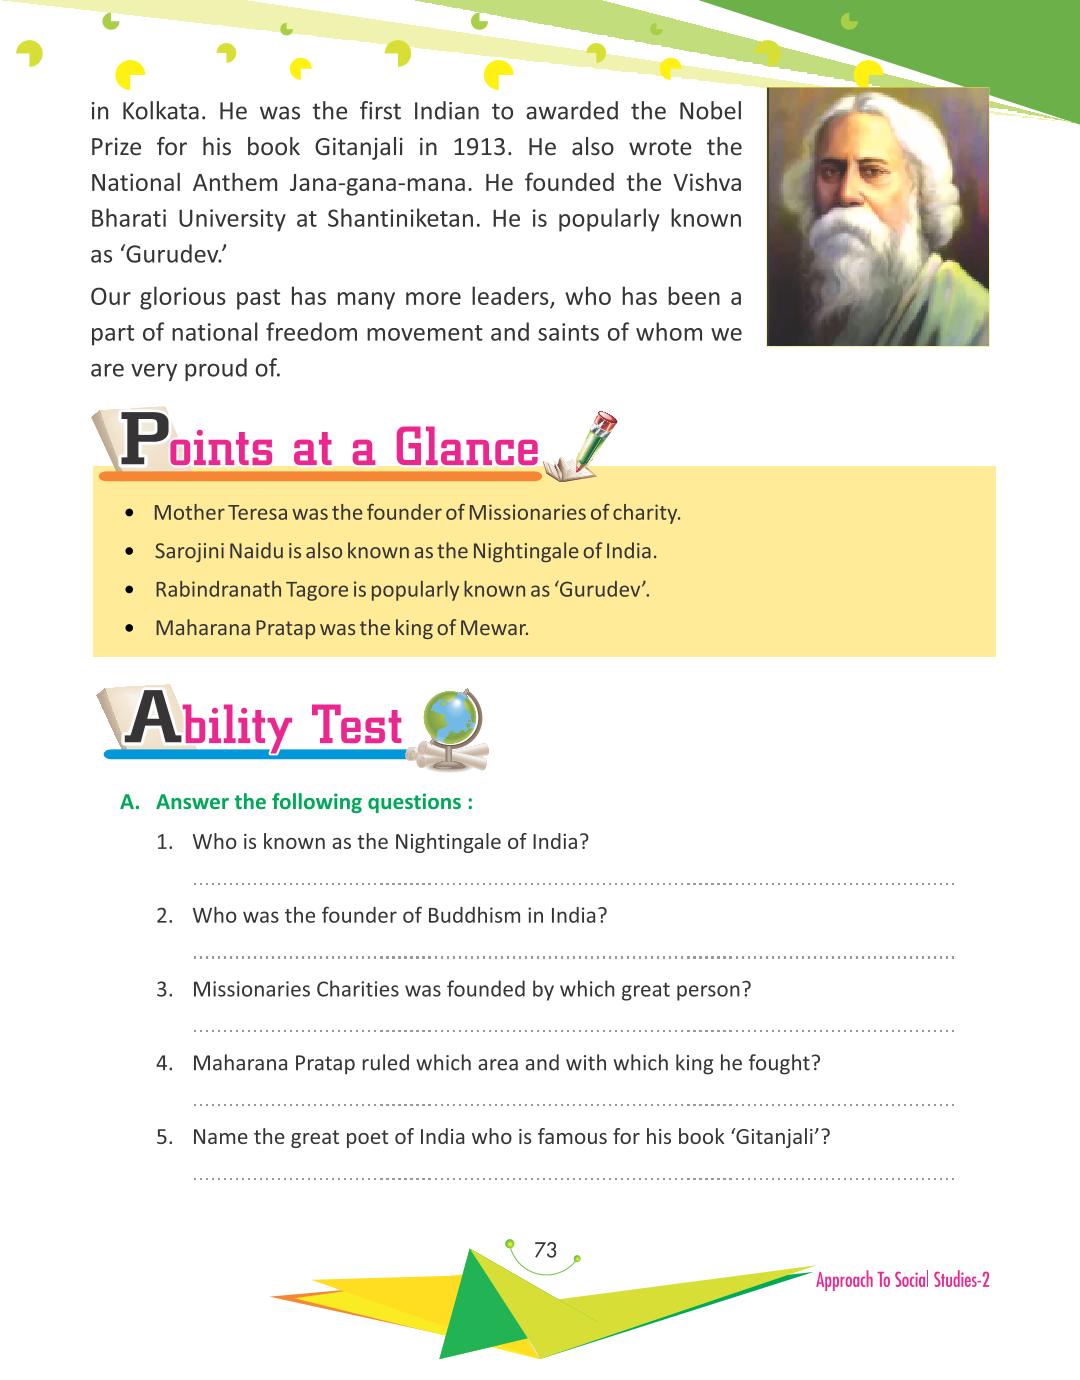 in Kolkata. He was the first Indian to awarded the Nobel
Prize for his book Gitanjali in 1913. He also wrote the
National Anthem Jana-gana-mana. He founded the Vishva
Bharati University at Shantiniketan. He is popularly known
as ‘Gurudev.’
Our glorious past has many more leaders, who has been a
part of national freedom movement and saints of whom we
are very proud of.
Points at a Glance
• Mother Teresa was the founder of Missionaries of charity.
• Sarojini Naidu is also known as the Nightingale of India.
• Rabindranath Tagore is popularly known as ‘Gurudev’.
• Maharana Pratap was the king of Mewar.
Ability Test
A. Answer the following questions :
1. Who is known as the Nightingale of India?
2. Who was the founder of Buddhism in India?
3. Missionaries Charities was founded by which great person?
4. Maharana Pratap ruled which area and with which king he fought?
5. Name the great poet of India who is famous for his book ‘Gitanjali’?
73
Approach To Social Studies-2